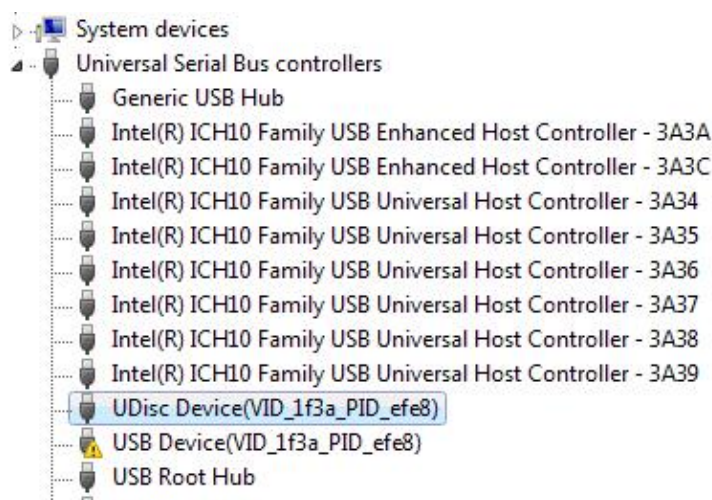 System devices
Universal Serial Bus controllers
Generic USB Hub
Intel(R) ICH10 Family USB Enhanced Host Controller - 3A3A
Intel(R) ICH10 Family USB Enhanced Host Controller - 3A3C
Intel(R) ICH10 Family USB Universal Host Controller - 3A34
Intel(R) ICH10 Family USB Universal Host Controller - 3A35
Intel(R) ICH10 Family USB Universal Host Controller - 3A36
Intel(R) ICH10 Family USB Universal Host Controller - 3A37
Intel(R) ICH10 Family USB Universal Host Controller - 3A38
Intel(R) ICH10 Family USB Universal Host Controller - 3A39
UDisc Device(VID_1f3a_PID_efe8)
USB Device(VID_1f3a_PID_efe8)
USB Root Hub